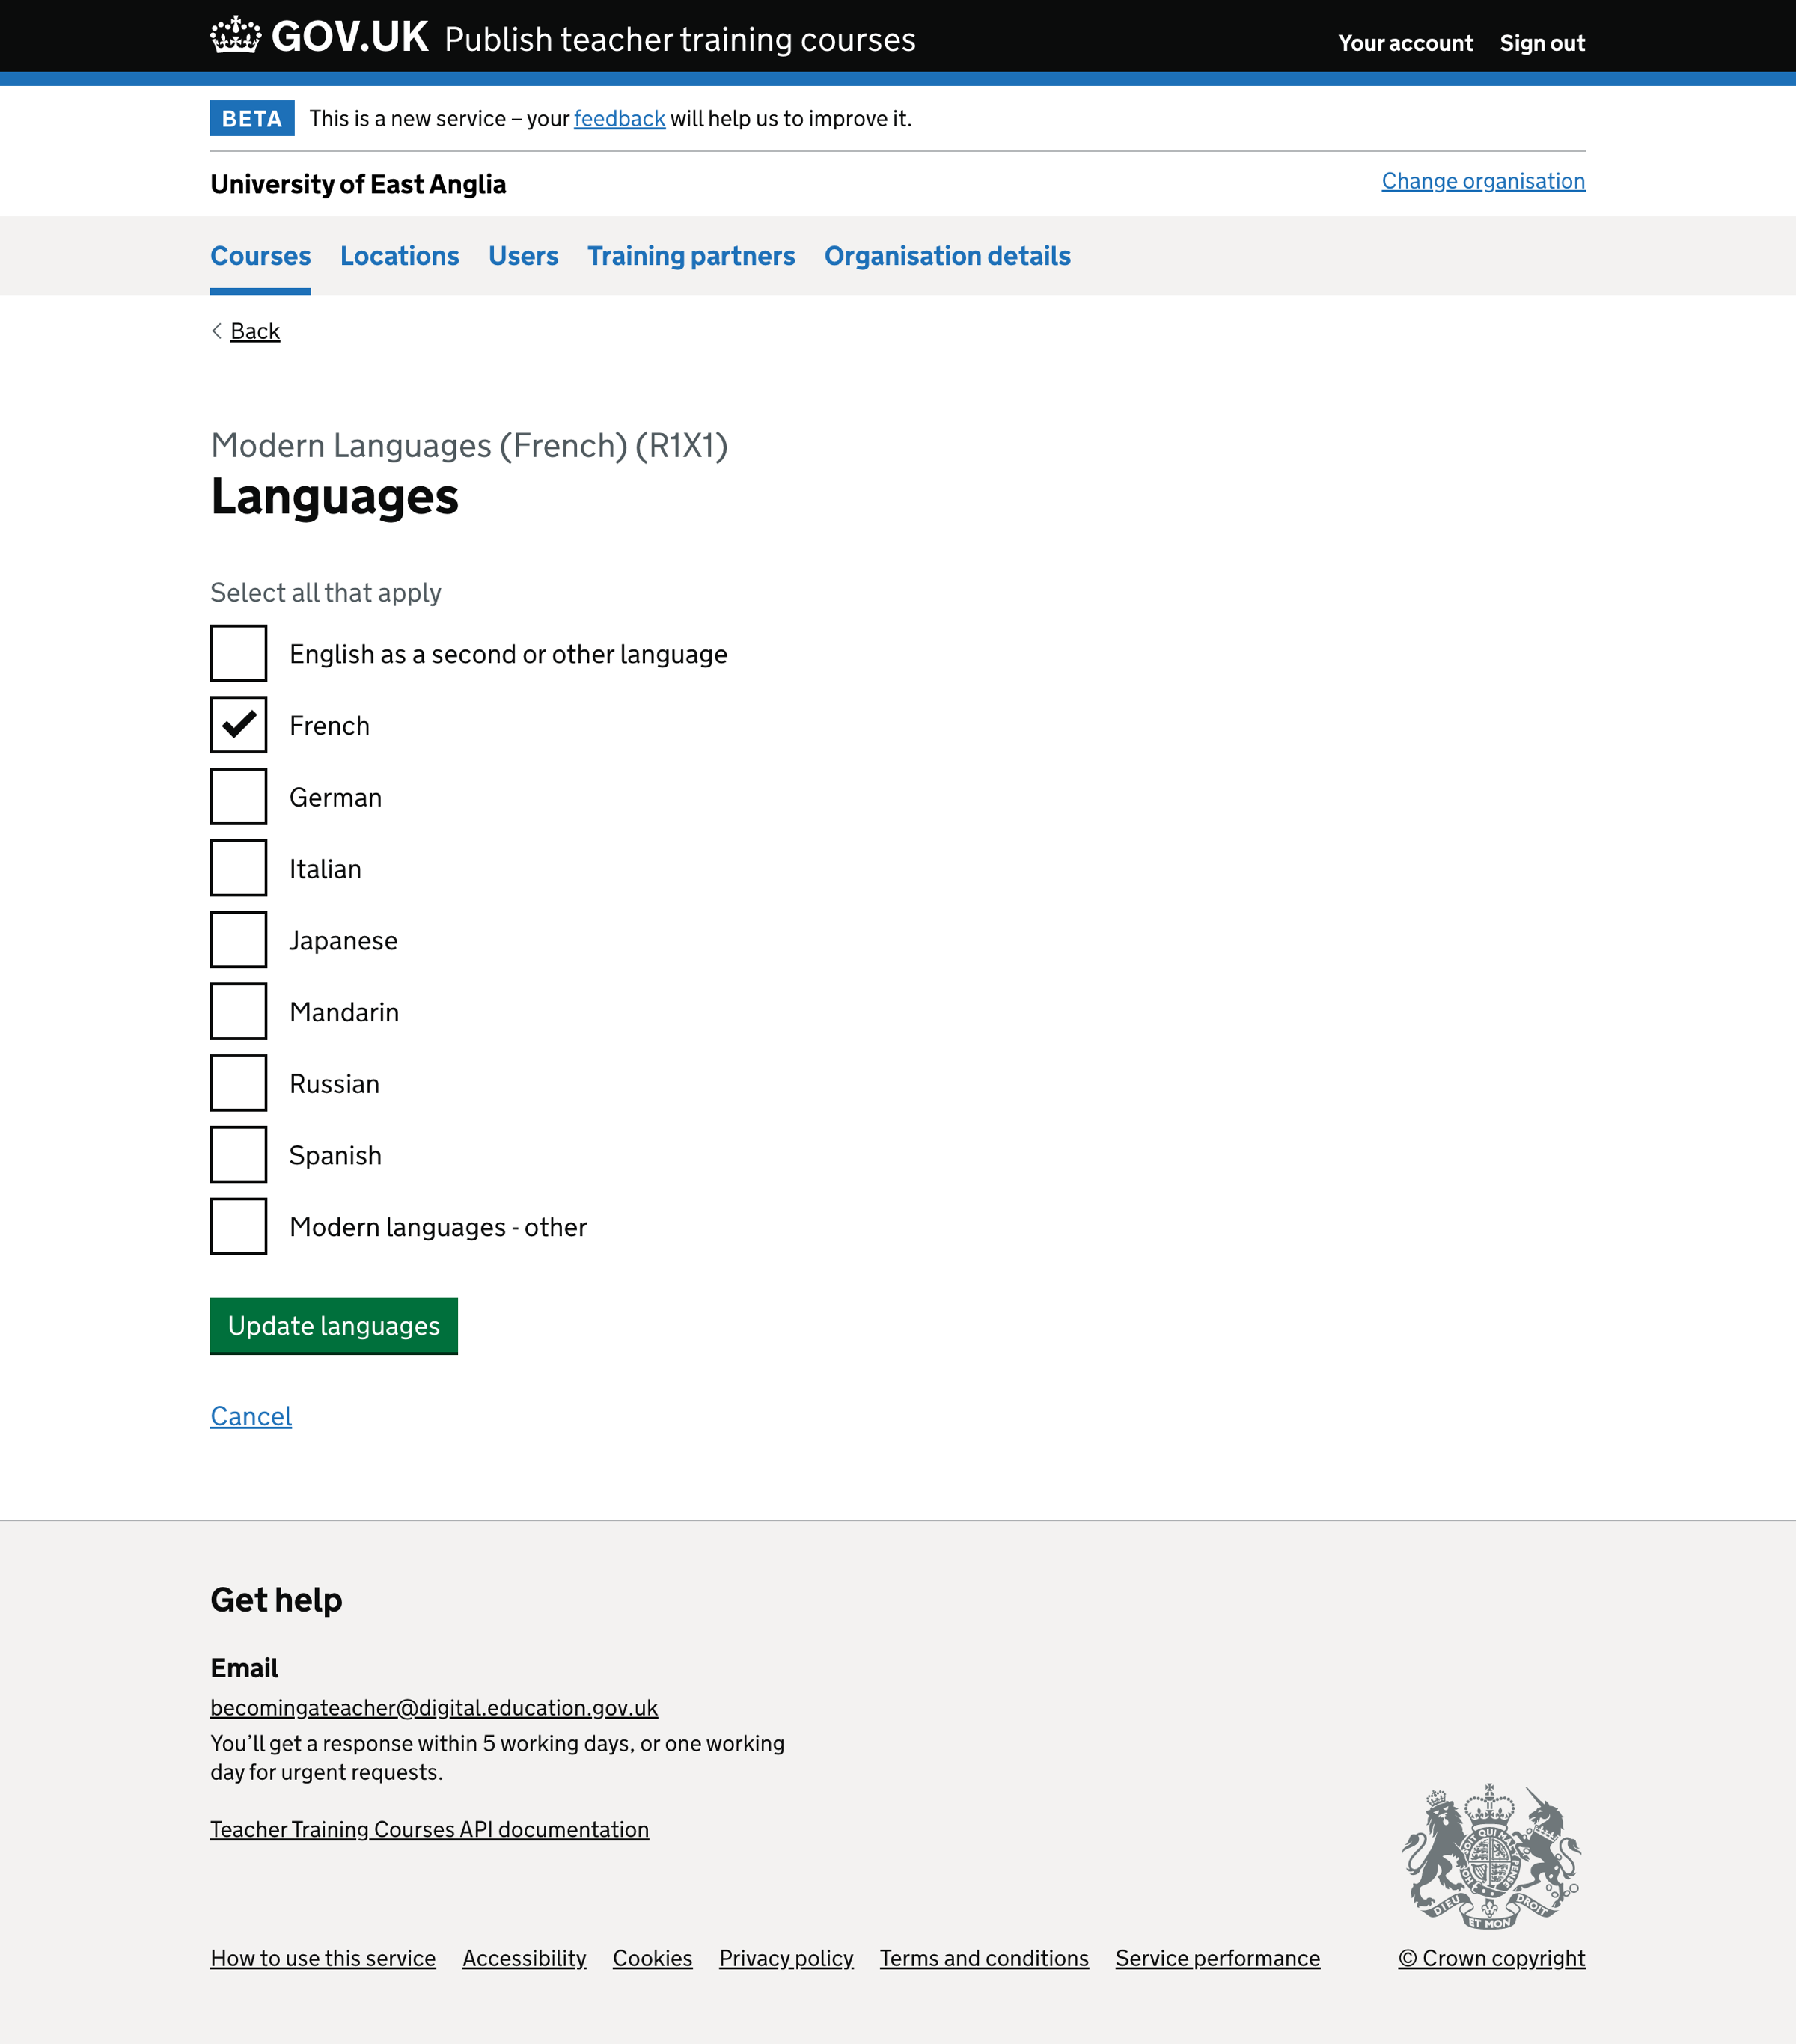 GOV.UK Publish teacher training courses
Your account Sign out
BETA This is a new service – your feedback will help us to improve it.
University of East Anglia
Change organisation
Courses Locations Users Training partners Organisation details
Back
Modern Languages (French) (R1X1)
Languages
Select all that apply
English as a second or other language
French
German
Italian
Japanese
Mandarin
Russian
Spanish
Modern languages - other
Update languages
Cancel
Get help
Email
becomingateacher@digital.education.gov.uk
You’ll get a response within 5 working days, or one working
day for urgent requests.
Teacher Training Courses API documentation
DIEU ET MON DROIT
How to use this service Accessibility Cookies Privacy policy Terms and conditions Service performance © Crown copyright